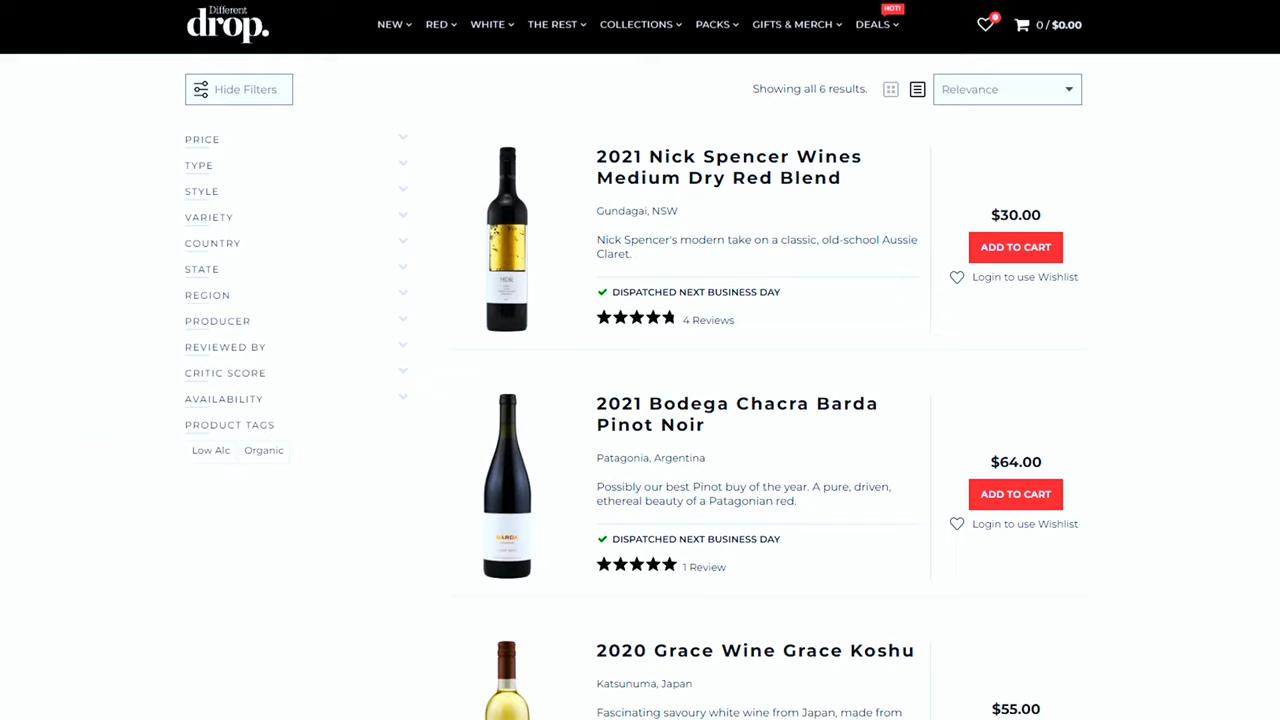 Different
drop.
NEW
RED
WHITE
THE REST
COLLECTIONS
PACKS
GIFTS & MERCH
HOT!
DEALS
0
0 / $0.00
Hide Filters
Showing all 6 results.
Relevance
PRICE
TYPE
STYLE
VARIETY
COUNTRY
STATE
REGION
PRODUCER
REVIEWED BY
CRITIC SCORE
AVAILABILITY
PRODUCT TAGS
Low Alc
Organic
2021 Nick Spencer Wines
Medium Dry Red Blend
Gundagai, NSW
Nick Spencer's modern take on a classic, old-school Aussie
Claret.
DISPATCHED NEXT BUSINESS DAY
4 Reviews
$30.00
ADD TO CART
Login to use Wishlist
BARDA
2021 Bodega Chacra Barda
Pinot Noir
Patagonia, Argentina
Possibly our best Pinot buy of the year. A pure, driven,
ethereal beauty of a Patagonian red.
DISPATCHED NEXT BUSINESS DAY
1 Review
$64.00
ADD TO CART
Login to use Wishlist
2020 Grace Wine Grace Koshu
Katsunuma, Japan
Fascinating savoury white wine from Japan, made from
$55.00